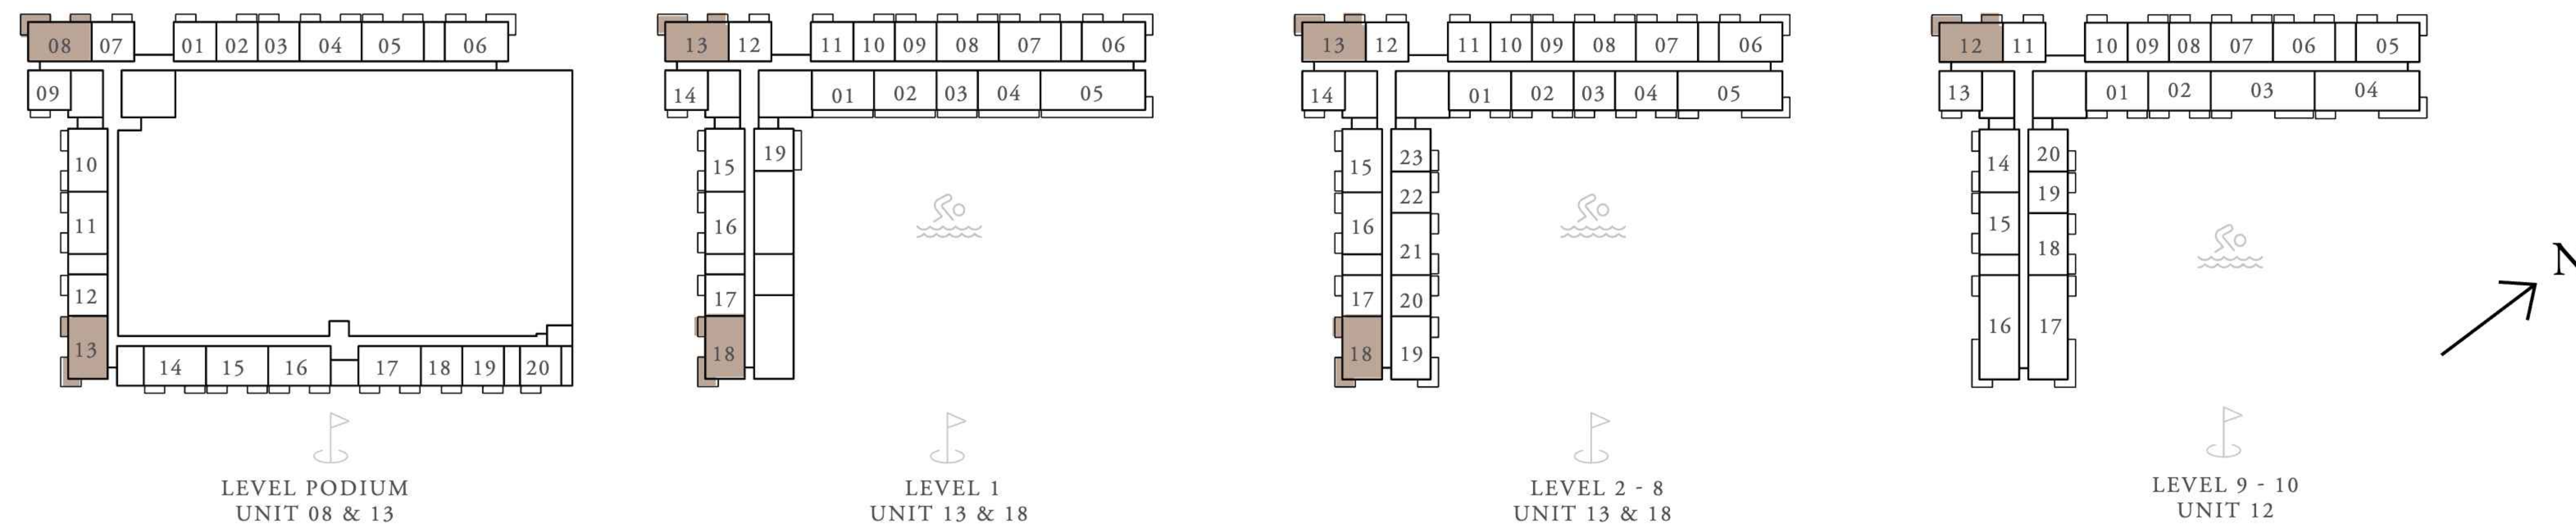 08 07 01 02 03 04 05 06
09
10
11
12
13
14 15 16 17 18 19 20
LEVEL PODIUM
UNIT 08 & 13
13 12 11 10 09 08 07 06
14 01 02 03 04 05
15 19
16
17
18
LEVEL 1
UNIT 13 & 18
13 12 11 10 09 08 07 06
14 01 02 03 04 05
15 23
22
16 21
17 20
18 19
LEVEL 2 - 8
UNIT 13 & 18
12 11 10 09 08 07 06 05
13 01 02 03 04
14 20
19
15 18
16 17
LEVEL 9 - 10
UNIT 12
N